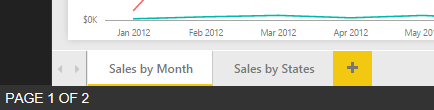 $0K
Jan 2012 Feb 2012 Mar 2012 Apr 2012 May 20
Sales by Month Sales by States +
PAGE 1 OF 2